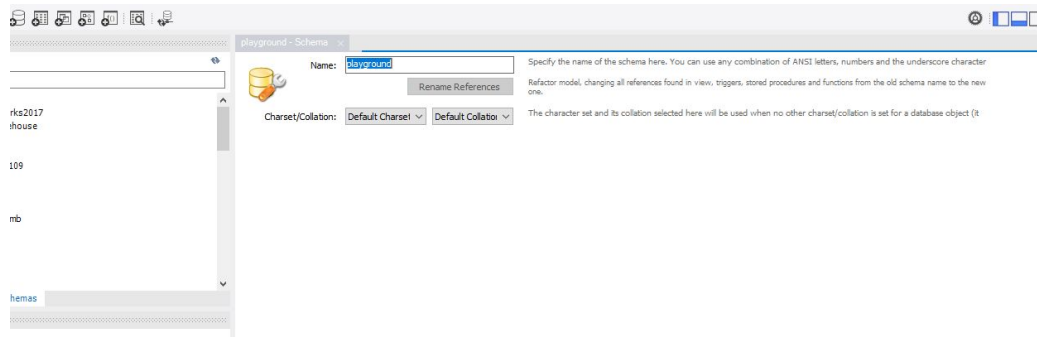 playground - Schema
Name: playground
Specify the name of the schema here. You can use any combination of ANSI letters, numbers and the underscore character
Rename References
Refactor model, changing all references found in view, triggers, stored procedures and functions from the old schema name to the new
one.
Charset/Collation: Default Charset Default Collation
The character set and its collation selected here will be used when no other charset/collation is set for a database object (it
rks2017
ehouse
109
mb
hemas